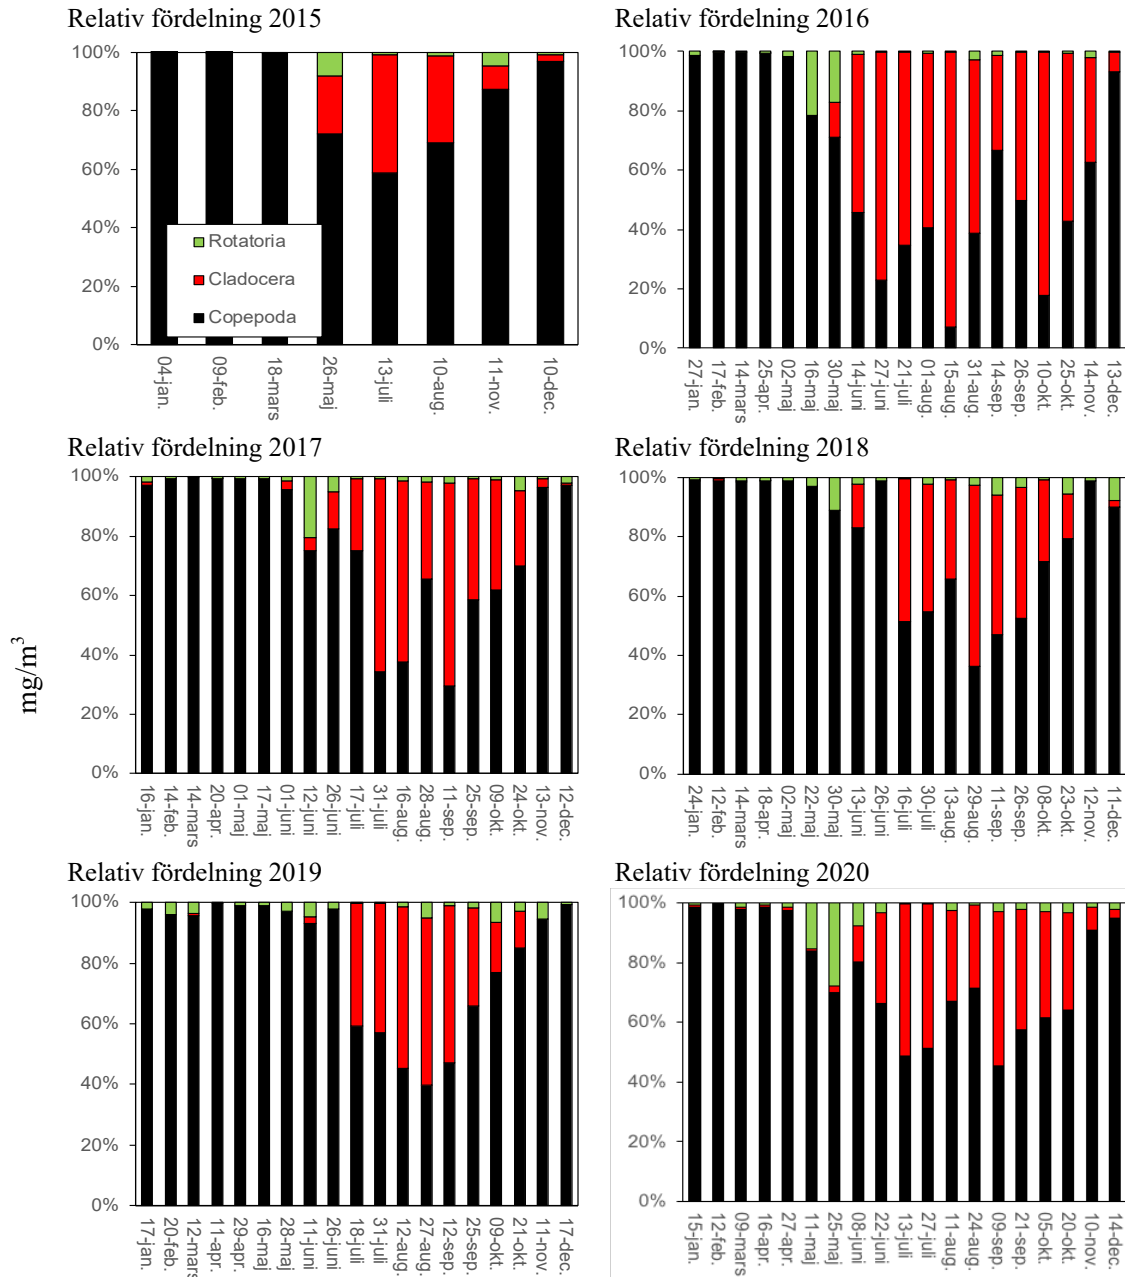 Relativ fördelning 2015
100%
80%
60%
40%
20%
0%
Rotatoria
Cladocera
Copepoda
04-jan.
09-feb.
18-mars
26-maj
13-juli
10-aug.
11-nov.
10-dec.
Relativ fördelning 2016
100%
80%
60%
40%
20%
0%
27-jan.
17-feb.
14-mars
25-apr.
02-maj
16-maj
30-maj
14-juni
27-juni
21-juli
01-aug.
15-aug.
31-aug.
14-sep.
26-sep.
10-okt.
25-okt.
14-nov.
13-dec.
mg/m³
Relativ fördelning 2017
100%
80%
60%
40%
20%
0%
16-jan.
14-feb.
14-mars
20-apr.
01-maj
17-maj
01-juni
12-juni
26-juni
17-juli
31-juli
16-aug.
28-aug.
11-sep.
25-sep.
09-okt.
24-okt.
13-nov.
12-dec.
Relativ fördelning 2018
100%
80%
60%
40%
20%
0%
24-jan.
12-feb.
14-mars
18-apr.
02-maj
22-maj
30-maj
13-juni
26-juni
16-juli
30-juli
13-aug.
29-aug.
11-sep.
26-sep.
08-okt.
23-okt.
12-nov.
11-dec.
Relativ fördelning 2019
100%
80%
60%
40%
20%
0%
17-jan.
20-feb.
12-mars
11-apr.
29-apr.
16-maj
28-maj
11-juni
26-juni
18-juli
31-juli
12-aug.
27-aug.
12-sep.
25-sep.
09-okt.
21-okt.
11-nov.
17-dec.
Relativ fördelning 2020
100%
80%
60%
40%
20%
0%
15-jan.
12-feb.
09-mars
16-apr.
27-apr.
11-maj
25-maj
08-juni
22-juni
13-juli
27-juli
11-aug.
24-aug.
09-sep.
21-sep.
05-okt.
20-okt.
10-nov.
14-dec.